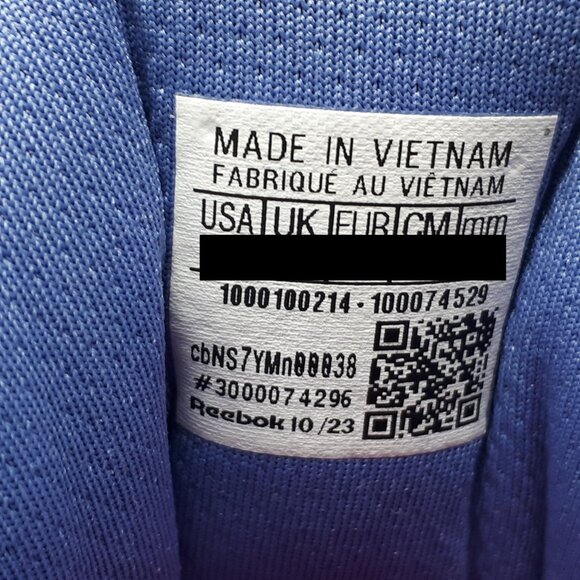 MADE IN VIETNAM
FABRIQUÉ AU VIÊTNAM
USA UK EUR CM mm
1000100214 - 100074529
cbNS7YMn00038
#3000074296
Reebok 10 /23